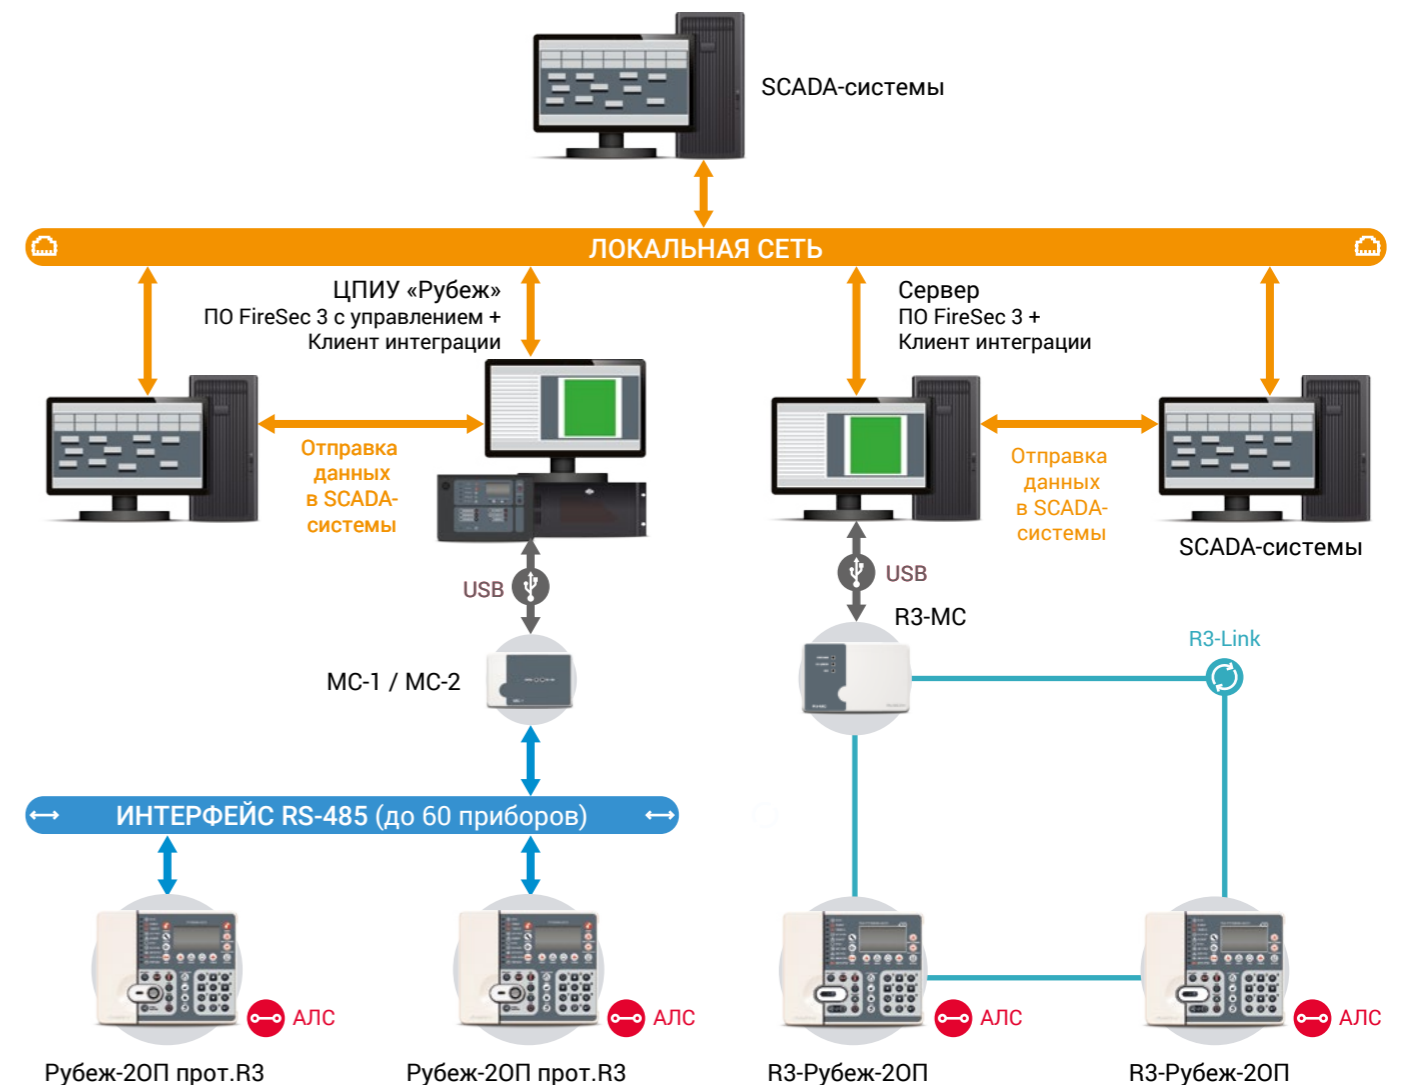 SCADA-системы
ЛОКАЛЬНАЯ СЕТЬ
ЦПИУ «Рубеж»
ПО FireSec 3 с управлением +
Клиент интеграции
Сервер
ПО FireSec 3 +
Клиент интеграции
Отправка
данных
в SCADA-
системы
Отправка
данных
в SCADA-
системы
SCADA-системы
USB
USB
R3-МС
R3-Link
МС-1 / МС-2
ИНТЕРФЕЙС RS-485 (до 60 приборов)
АЛС
АЛС
АЛС
АЛС
Рубеж-2ОП прот.R3
Рубеж-2ОП прот.R3
R3-Рубеж-2ОП
R3-Рубеж-2ОП